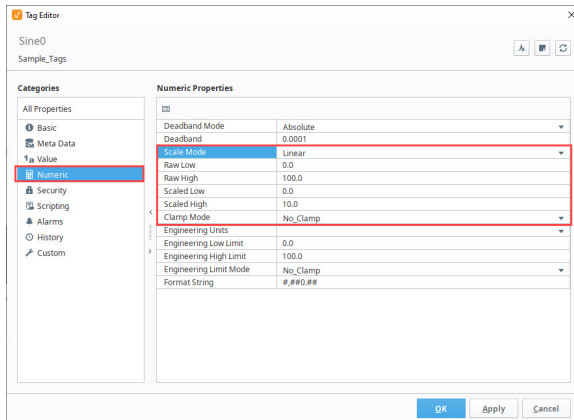 Tag Editor
Sine0
Sample_Tags
Categories
Numeric Properties
All Properties
Basic
Meta Data
Value
Numeric
Security
Scripting
Alarms
History
Custom
Deadband Mode Absolute
Deadband 0.0001
Scale Mode Linear
Raw Low 0.0
Raw High 100.0
Scaled Low 0.0
Scaled High 10.0
Clamp Mode No_Clamp
Engineering Units
Engineering Low Limit 0.0
Engineering High Limit 100.0
Engineering Limit Mode No_Clamp
Format String #,##0.##
OK Apply Cancel